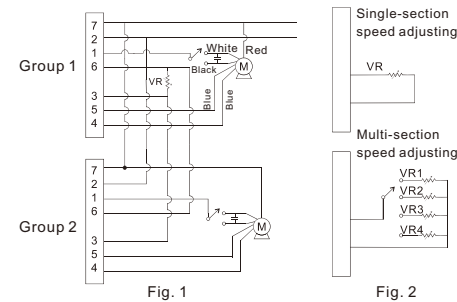 Group 1
7
2
1
6
3
5
4
VR
White
Black
Red
Blue
Blue
M
Group 2
7
2
1
6
3
5
4
M
Fig. 1
Single-section
speed adjusting
VR
Multi-section
speed adjusting
VR1
VR2
VR3
VR4
Fig. 2